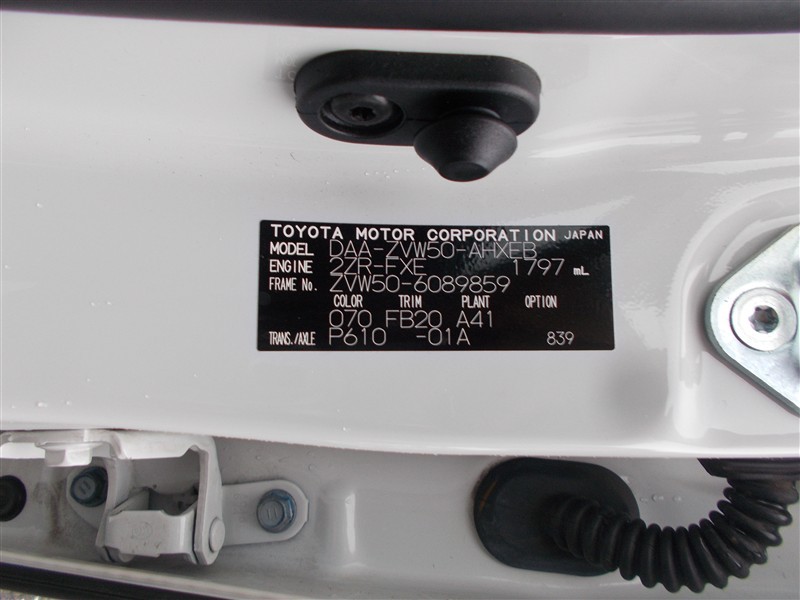 TOYOTA MOTOR CORPORATION JAPAN
MODEL DAA-ZVW50-AHXEB
ENGINE 2ZR-FXE 1797 mL
FRAME No. ZVW50-6089859
COLOR TRIM PLANT OPTION
070 FB20 A41
TRANS./AXLE P610 -01A 839